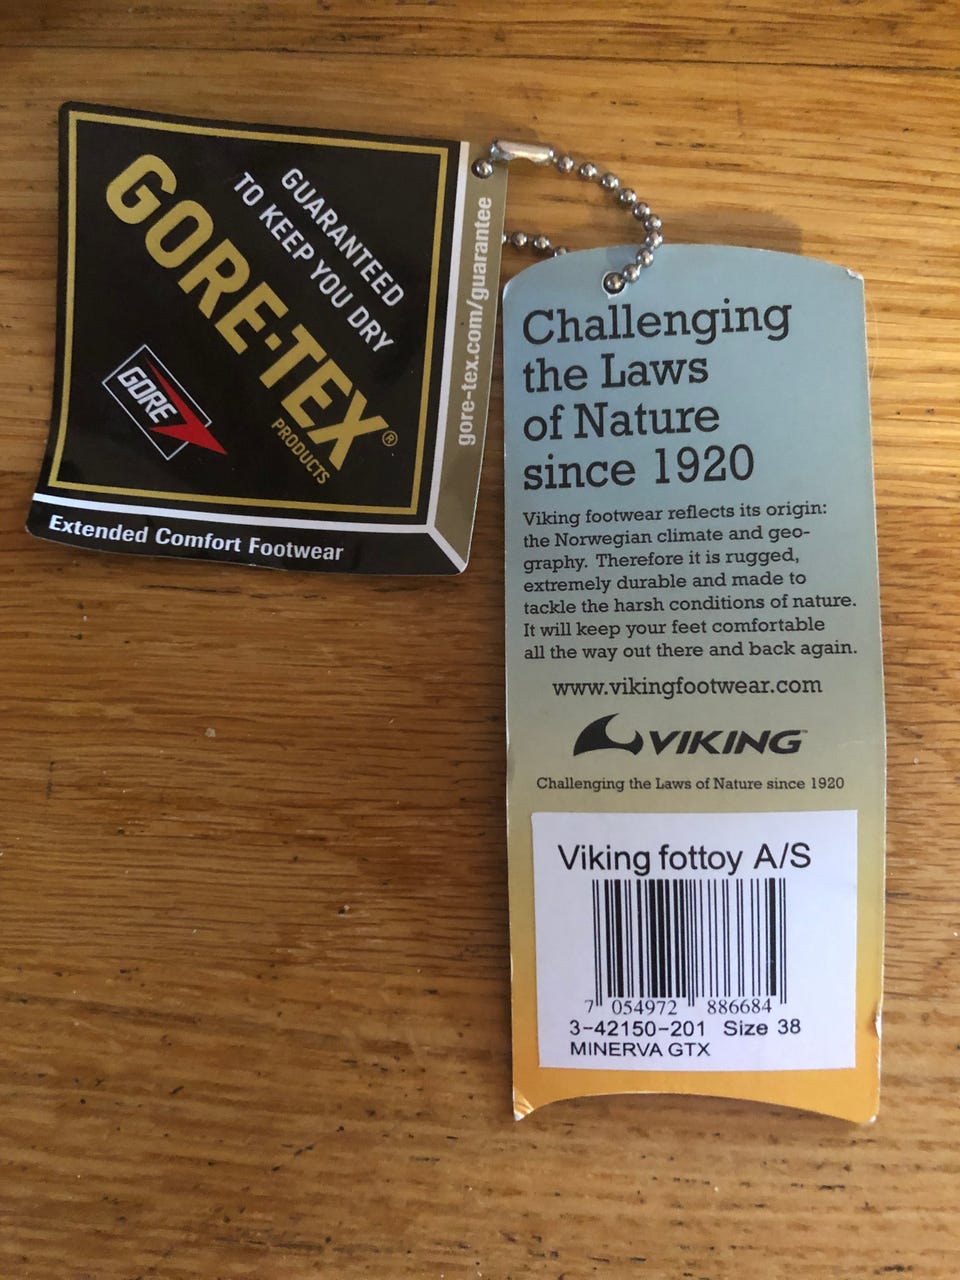 GUARANTEED
TO KEEP YOU DRY
GORE-TEX®
PRODUCTS
GORE
gore-tex.com/guarantee
Extended Comfort Footwear
Challenging
the Laws
of Nature
since 1920
Viking footwear reflects its origin:
the Norwegian climate and geo-
graphy. Therefore it is rugged,
extremely durable and made to
tackle the harsh conditions of nature.
It will keep your feet comfortable
all the way out there and back again.
www.vikingfootwear.com
VIKING™
Challenging the Laws of Nature since 1920
Viking fottoy A/S
7 054972 886684
3-42150-201 Size 38
MINERVA GTX